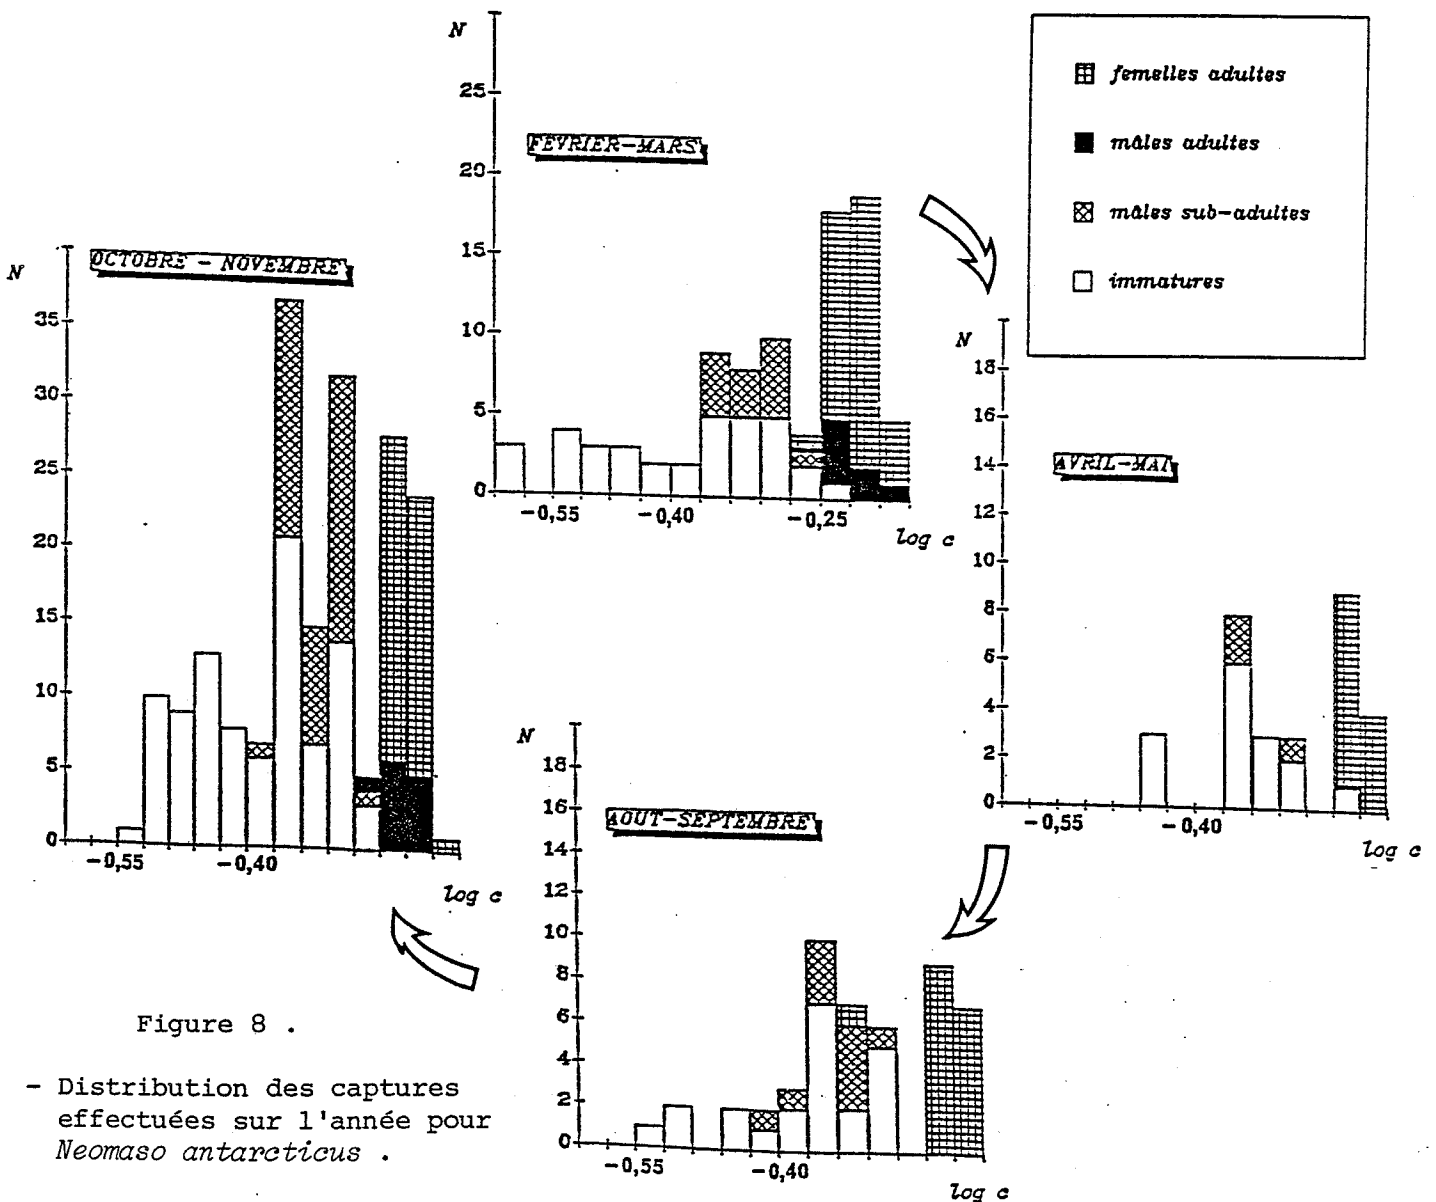 N
25
20
15
10
5
0
FEVRIER-MARS
-0,55
-0,40
-0,25
log c
femelles adultes
mâles adultes
mâles sub-adultes
immatures
N
35
30
25
20
15
10
5
0
OCTOBRE - NOVEMBRE
-0,55
-0,40
log c
N
18
16
14
12
10
8
6
4
2
0
AVRIL-MAI
-0,55
-0,40
log c
N
18
16
14
12
10
8
6
4
2
0
AOUT-SEPTEMBRE
-0,55
-0,40
log c
Figure 8 .
- Distribution des captures
effectuées sur l'année pour
Neomaso antarcticus .